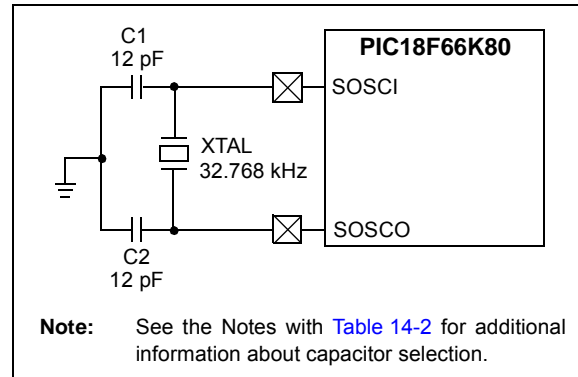 C1
12 pF
PIC18F66K80
SOSCI
XTAL
32.768 kHz
SOSCO
C2
12 pF
Note: See the Notes with Table 14-2 for additional
information about capacitor selection.